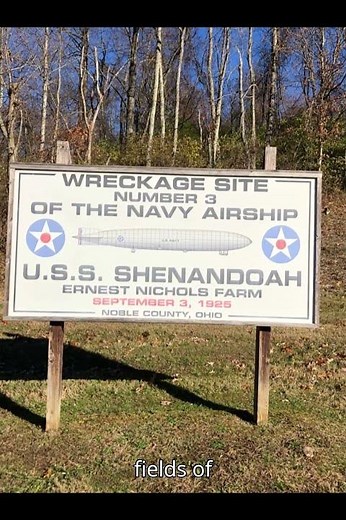 WRECKAGE SITE
NUMBER 3
OF THE NAVY AIRSHIP
U.S.S. SHENANDOAH
ERNEST NICHOLS FARM
SEPTEMBER 3, 1925
NOBLE COUNTY, OHIO
fields of